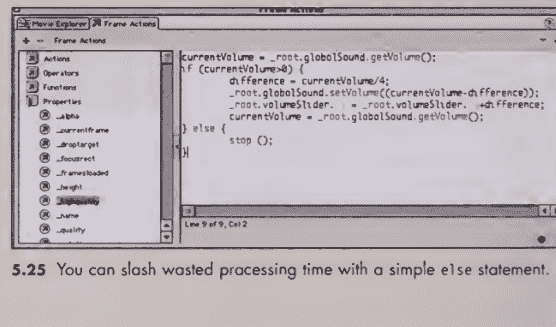 Frame Actions
Movie Explorer Frame Actions
+ - Frame Actions
Actions
Operators
Functions
Properties
_alpha
_currentframe
_droptarget
_focusrect
_framesloaded
_height
_highquality
_name
_quality
currentVolume = _root.globalSound.getVolume();
if (currentVolume>0) {
difference = currentVolume/4;
_root.globalSound.setVolume((currentVolume-difference));
_root.volumeSlider. = _root.volumeSlider. +difference;
currentVolume = _root.globalSound.getVolume();
} else {
stop ();
}
Line 9 of 9, Col 2
5.25 You can slash wasted processing time with a simple else statement.